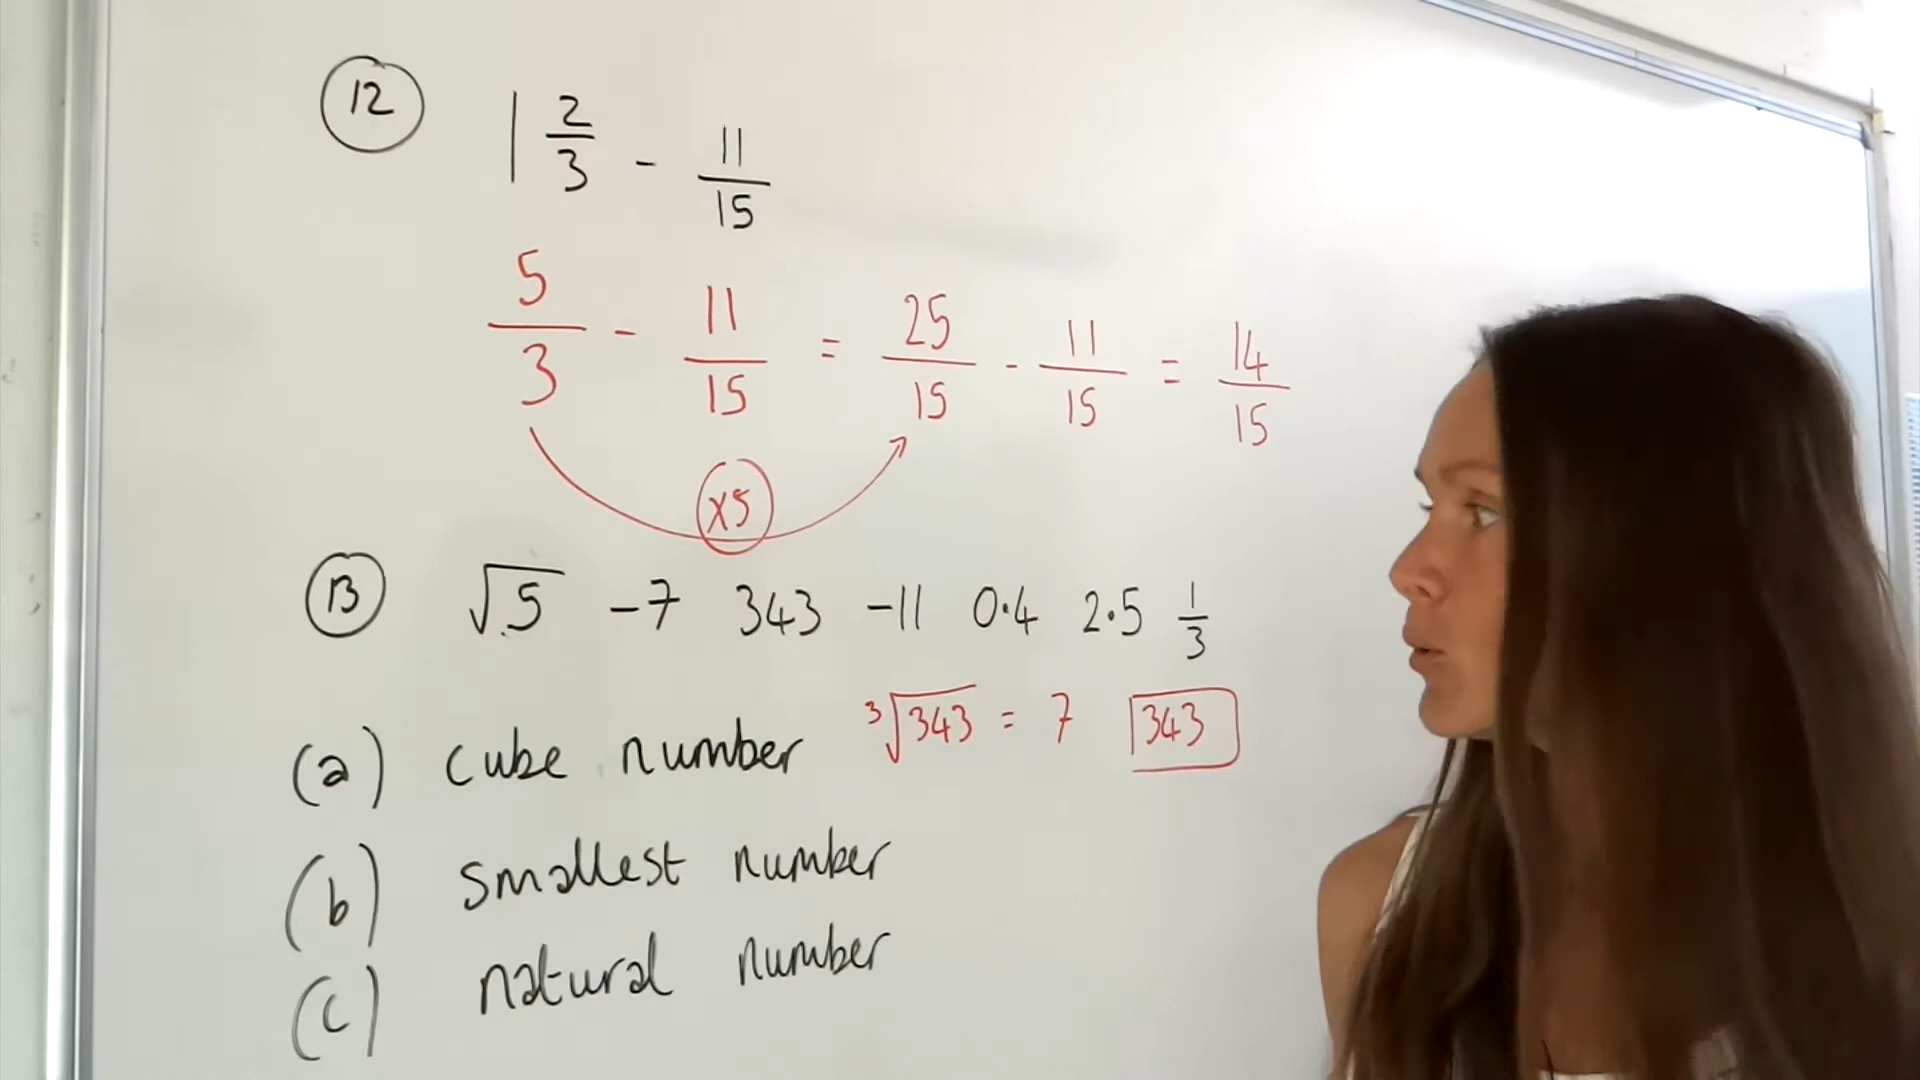 12 1 2/3 - 11/15
5/3 - 11/15 = 25/15 - 11/15 = 14/15
×5
13 √5 -7 343 -11 0·4 2·5 1/3
(a) cube number ³√343 = 7 343
(b) smallest number
(c) natural number